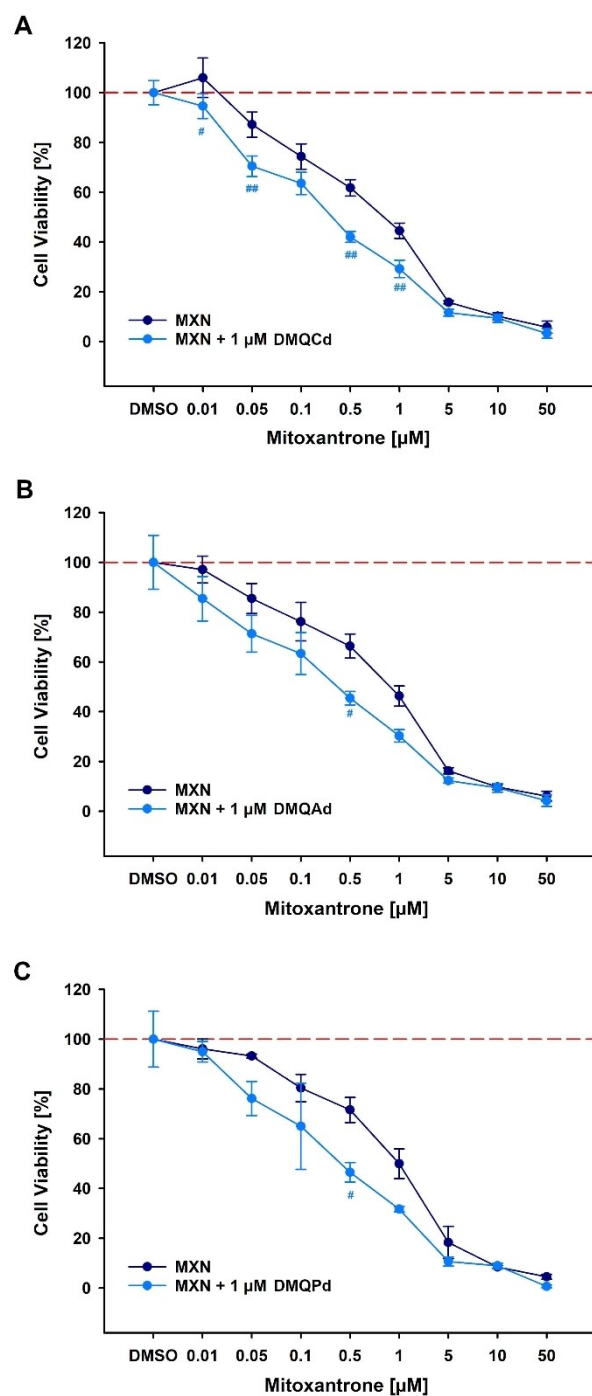 A
120
100
80
60
40
20
0
Cell Viability [%]
#
##
##
##
MXN
MXN + 1 µM DMQCd
DMSO 0.01 0.05 0.1 0.5 1 5 10 50
Mitoxantrone [µM]
B
120
100
80
60
40
20
0
Cell Viability [%]
#
MXN
MXN + 1 µM DMQAd
DMSO 0.01 0.05 0.1 0.5 1 5 10 50
Mitoxantrone [µM]
C
120
100
80
60
40
20
0
Cell Viability [%]
#
MXN
MXN + 1 µM DMQPd
DMSO 0.01 0.05 0.1 0.5 1 5 10 50
Mitoxantrone [µM]